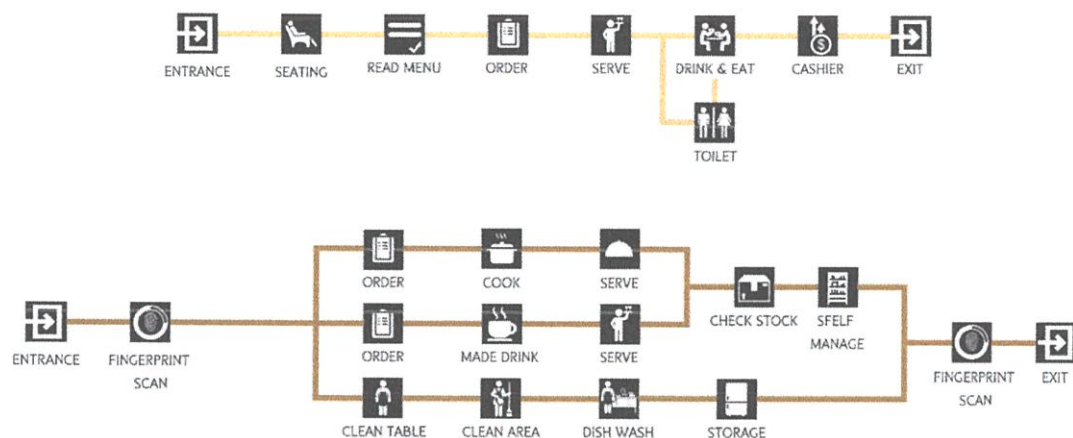 ENTRANCE SEATING READ MENU ORDER SERVE DRINK & EAT CASHIER EXIT
TOILET
ORDER COOK SERVE
CHECK STOCK SFELF
MANAGE
ENTRANCE FINGERPRINT
SCAN
ORDER MADE DRINK SERVE
FINGERPRINT EXIT
SCAN
CLEAN TABLE CLEAN AREA DISH WASH STORAGE